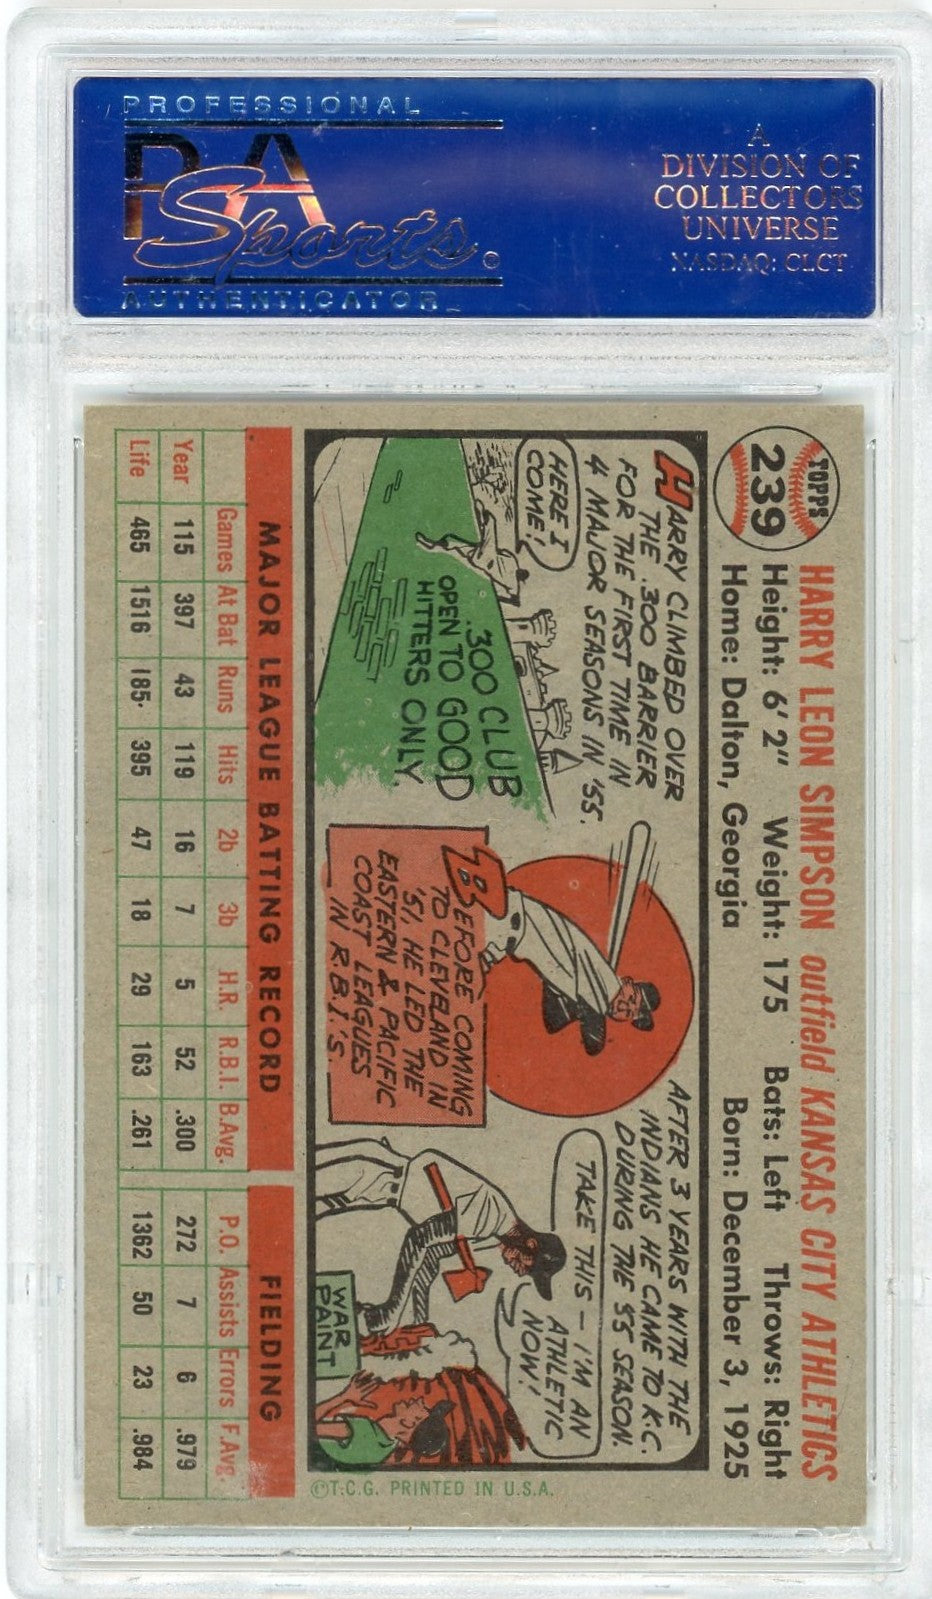 PROFESSIONAL
PSA
Sports®
AUTHENTICATOR
A
DIVISION OF
COLLECTORS
UNIVERSE
NASDAQ: CLCT
TOPPS
239
HARRY LEON SIMPSON outfield KANSAS CITY ATHLETICS
Height: 6' 2" Weight: 175 Bats: Left Throws: Right
Home: Dalton, Georgia Born: December 3, 1925
HARRY CLIMBED OVER
THE .300 BARRIER
FOR THE FIRST TIME IN
4 MAJOR SEASONS IN '55.
HERE I
COME!
.300 CLUB
OPEN TO GOOD
HITTERS ONLY.
BEFORE COMING
TO CLEVELAND IN
'51, HE LED THE
EASTERN & PACIFIC
COAST LEAGUES
IN R.B.I.'S.
AFTER 3 YEARS WITH THE
INDIANS HE CAME TO K.C.
DURING THE '55 SEASON.
TAKE THIS — I'M AN
ATHLETIC
NOW!
WAR
PAINT
MAJOR LEAGUE BATTING RECORD FIELDING
Games At Bat Runs Hits 2b 3b H.R. R.B.I. B.Avg. P.O. Assists Errors F.Avg.
Year 115 397 43 119 16 7 5 52 .300 272 7 6 .979
Life 465 1516 185 395 47 18 29 163 .261 1362 50 23 .984
©T.C.G. PRINTED IN U.S.A.